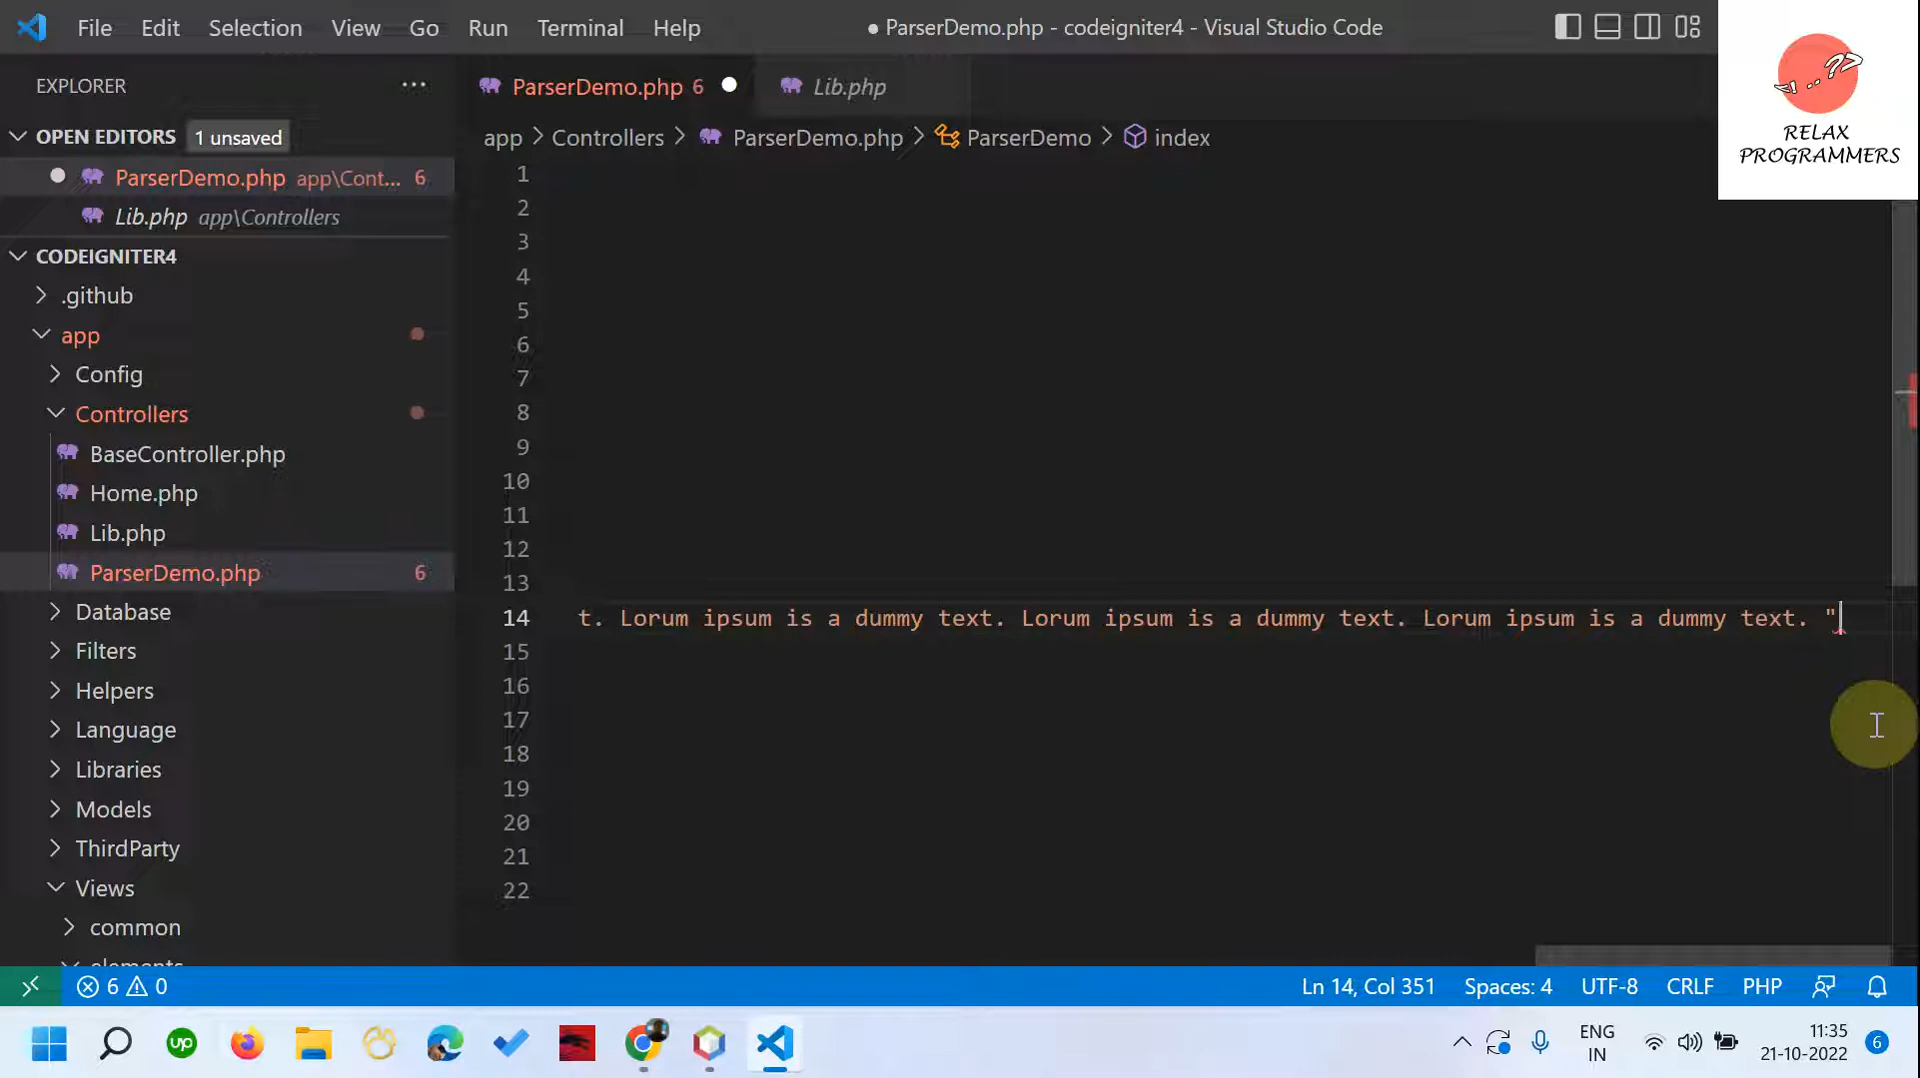 File Edit Selection View Go Run Terminal Help
● ParserDemo.php - codeigniter4 - Visual Studio Code
<!..?>
RELAX
PROGRAMMERS
EXPLORER ···
ParserDemo.php 6 ●
Lib.php
OPEN EDITORS 1 unsaved
app > Controllers > ParserDemo.php > ParserDemo > index
ParserDemo.php app\Cont... 6
Lib.php app\Controllers
CODEIGNITER4
.github
app
Config
Controllers
BaseController.php
Home.php
Lib.php
ParserDemo.php 6
Database
Filters
Helpers
Language
Libraries
Models
ThirdParty
Views
common
elements
1
2
3
4
5
6
7
8
9
10
11
12
13
14 t. Lorum ipsum is a dummy text. Lorum ipsum is a dummy text. Lorum ipsum is a dummy text. "
15
16
17
18
19
20
21
22
6 0
Ln 14, Col 351 Spaces: 4 UTF-8 CRLF PHP
up
ENG
IN
11:35
21-10-2022
6